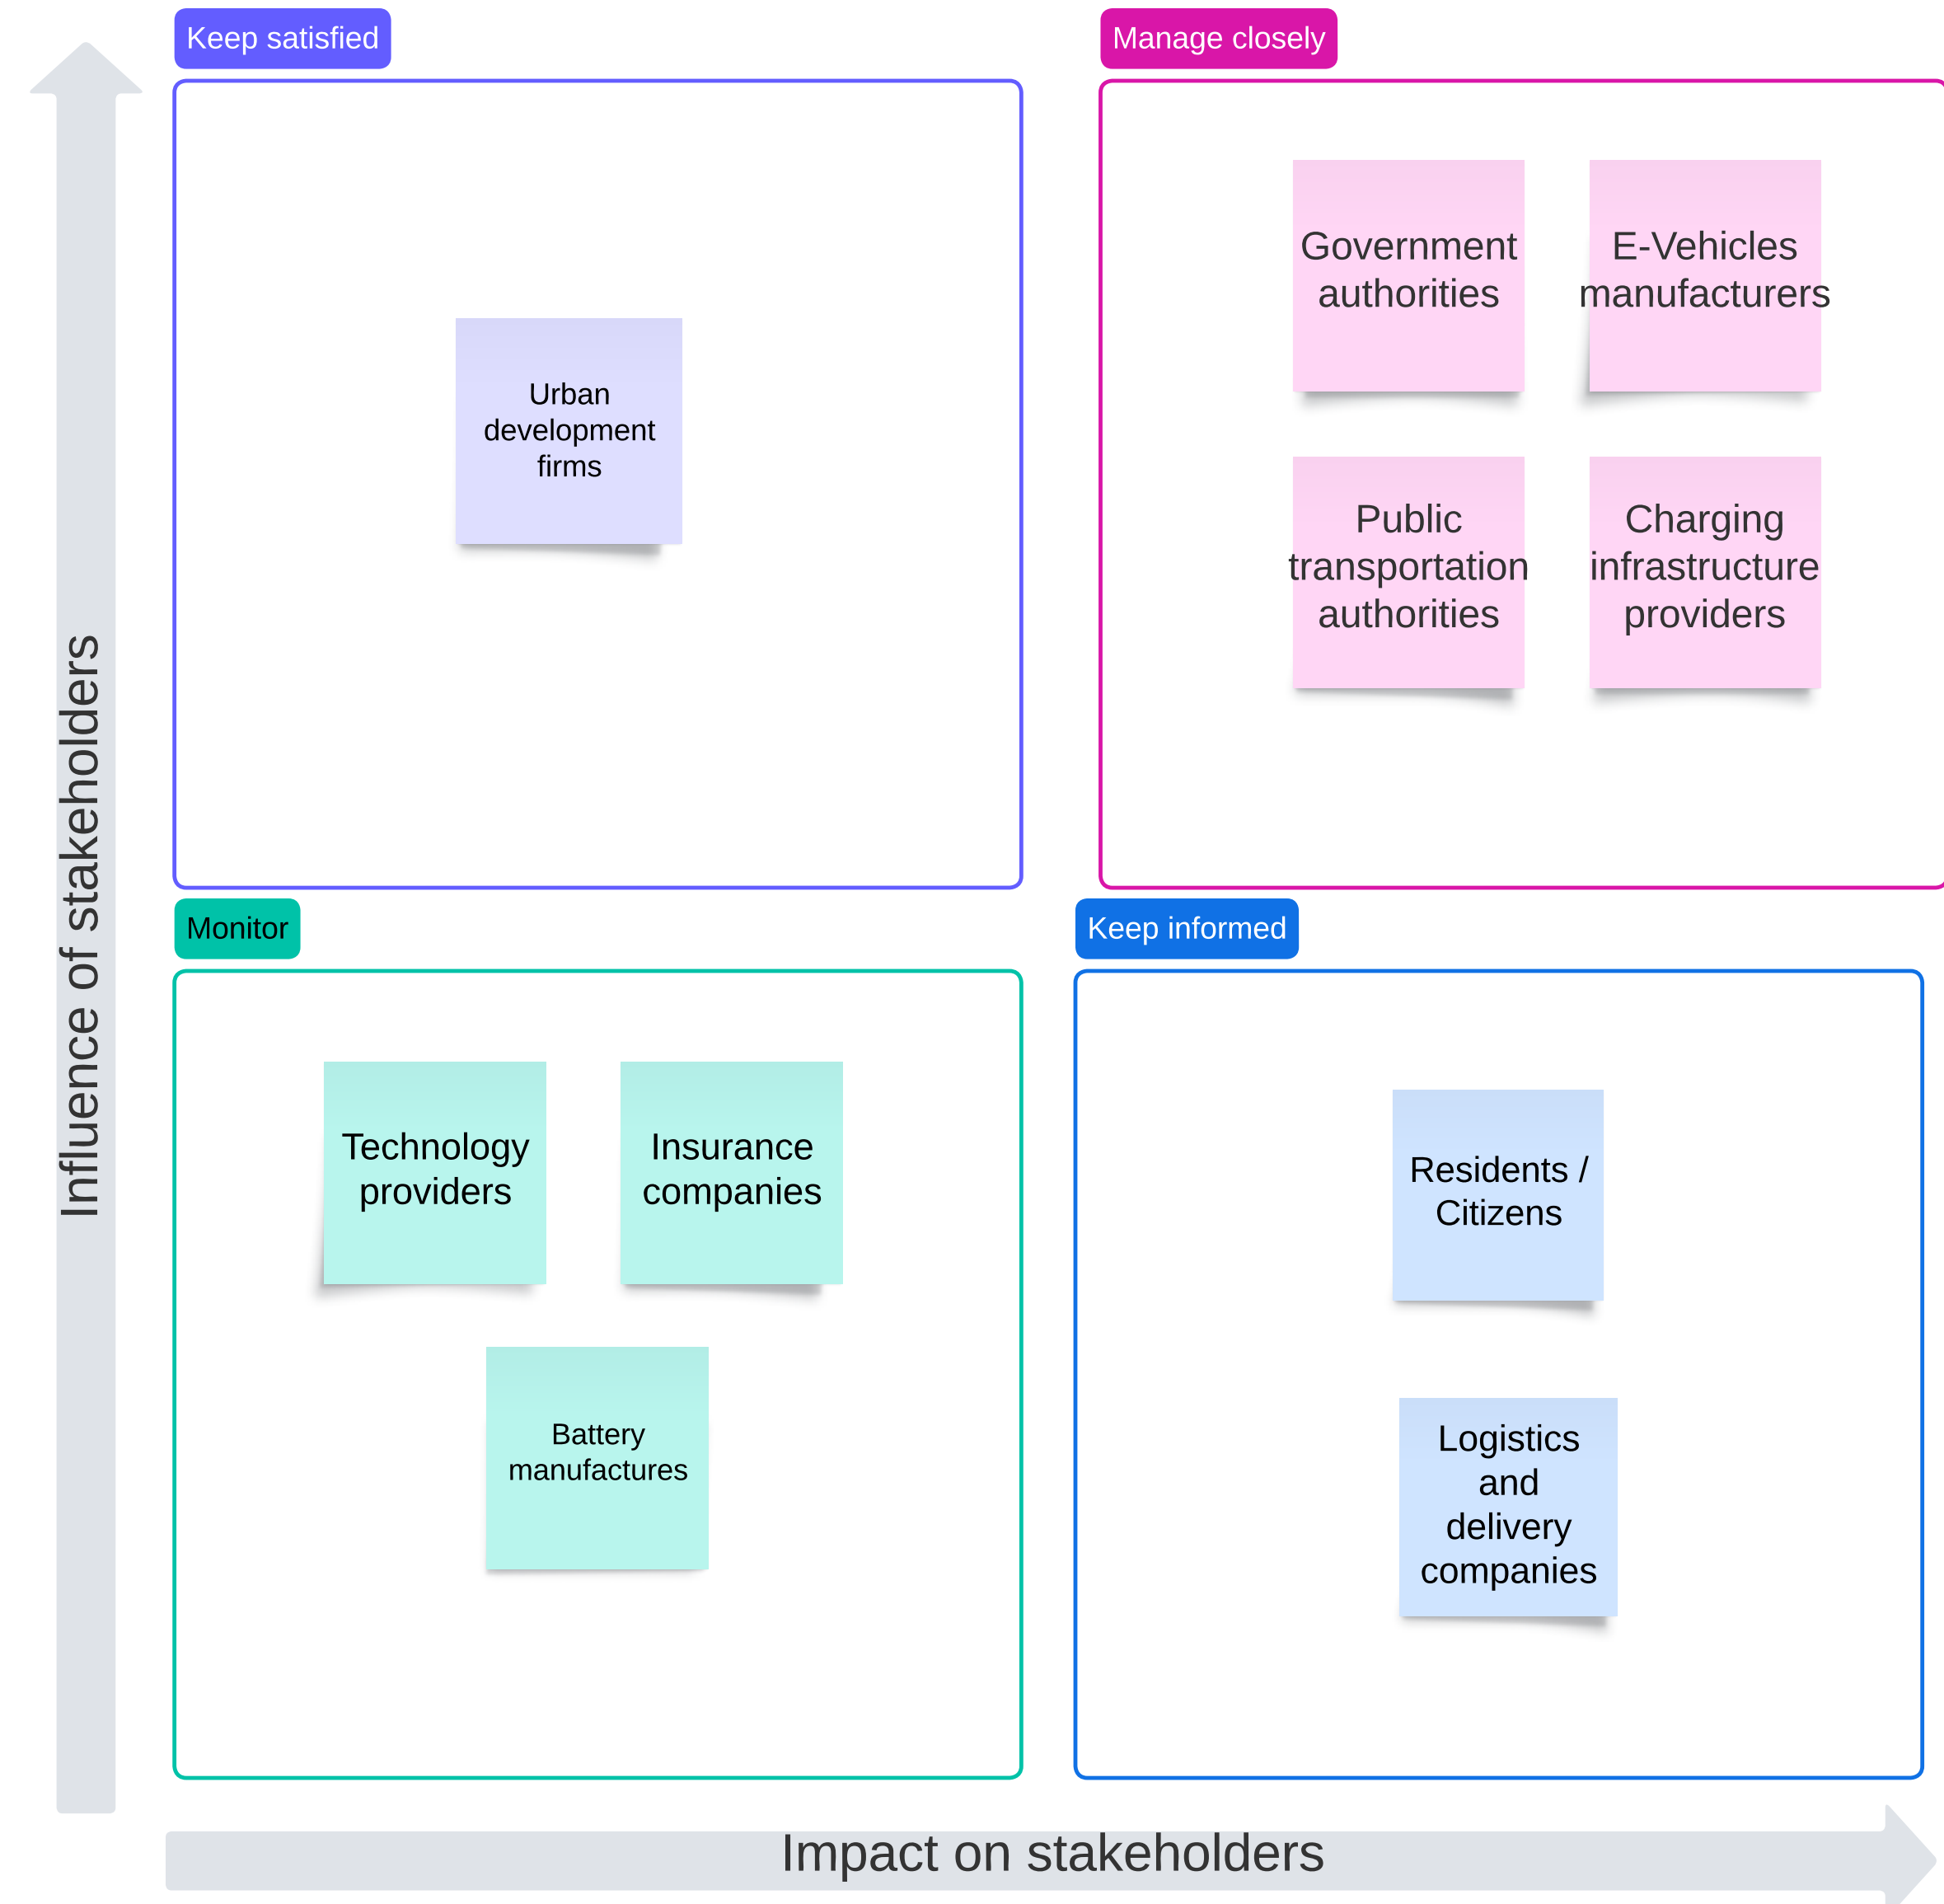 Keep satisfied
Manage closely
Urban
development
firms
Government
authorities
E-Vehicles
manufacturers
Public
transportation
authorities
Charging
infrastructure
providers
Influence of stakeholders
Monitor
Keep informed
Technology
providers
Insurance
companies
Battery
manufactures
Residents /
Citizens
Logistics
and
delivery
companies
Impact on stakeholders